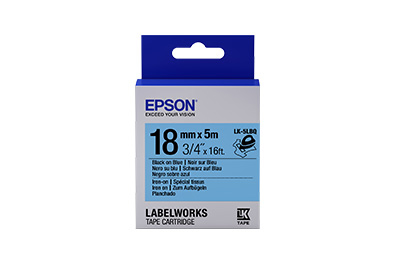 EPSON
EXCEED YOUR VISION
18 mm x 5m
3/4" x 16ft.
LK-5LBQ
Black on Blue | Noir sur Bleu
Nero su blu | Schwarz auf Blau
Negro sobre azul
Iron-on | Spécial tissus
Iron on | Zum Aufbügeln
Planchado
LABELWORKS
TAPE CARTRIDGE
LK
TAPE